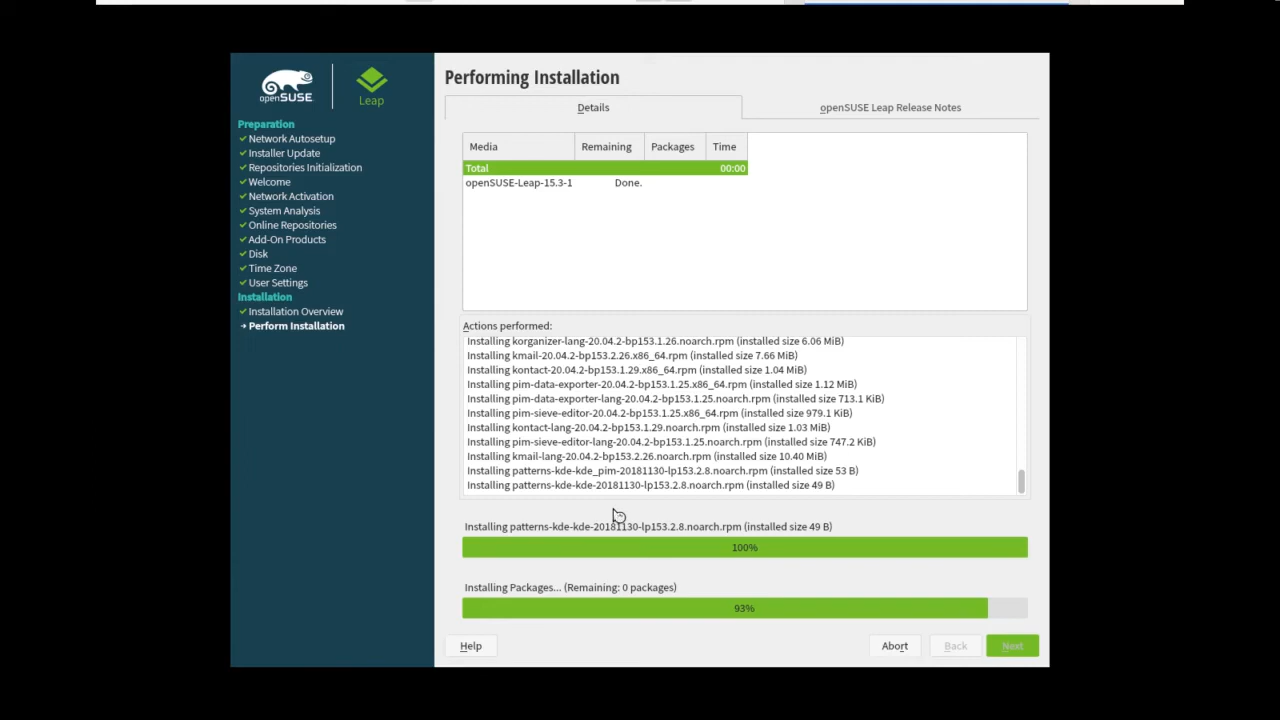 openSUSE
Leap
Preparation
Network Autosetup
Installer Update
Repositories Initialization
Welcome
Network Activation
System Analysis
Online Repositories
Add-On Products
Disk
Time Zone
User Settings
Installation
Installation Overview
Perform Installation
Performing Installation
Details
openSUSE Leap Release Notes
Media Remaining Packages Time
Total 00:00
openSUSE-Leap-15.3-1 Done.
Actions performed:
Installing korganizer-lang-20.04.2-bp153.1.26.noarch.rpm (installed size 6.06 MiB)
Installing kmail-20.04.2-bp153.2.26.x86_64.rpm (installed size 7.66 MiB)
Installing kontact-20.04.2-bp153.1.29.x86_64.rpm (installed size 1.04 MiB)
Installing pim-data-exporter-20.04.2-bp153.1.25.x86_64.rpm (installed size 1.12 MiB)
Installing pim-data-exporter-lang-20.04.2-bp153.1.25.noarch.rpm (installed size 713.1 KiB)
Installing pim-sieve-editor-20.04.2-bp153.1.25.x86_64.rpm (installed size 979.1 KiB)
Installing kontact-lang-20.04.2-bp153.1.29.noarch.rpm (installed size 1.03 MiB)
Installing pim-sieve-editor-lang-20.04.2-bp153.1.25.noarch.rpm (installed size 747.2 KiB)
Installing kmail-lang-20.04.2-bp153.2.26.noarch.rpm (installed size 10.40 MiB)
Installing patterns-kde-kde_pim-20181130-lp153.2.8.noarch.rpm (installed size 53 B)
Installing patterns-kde-kde-20181130-lp153.2.8.noarch.rpm (installed size 49 B)
Installing patterns-kde-kde-20181130-lp153.2.8.noarch.rpm (installed size 49 B)
100%
Installing Packages... (Remaining: 0 packages)
93%
Help
Abort
Back
Next